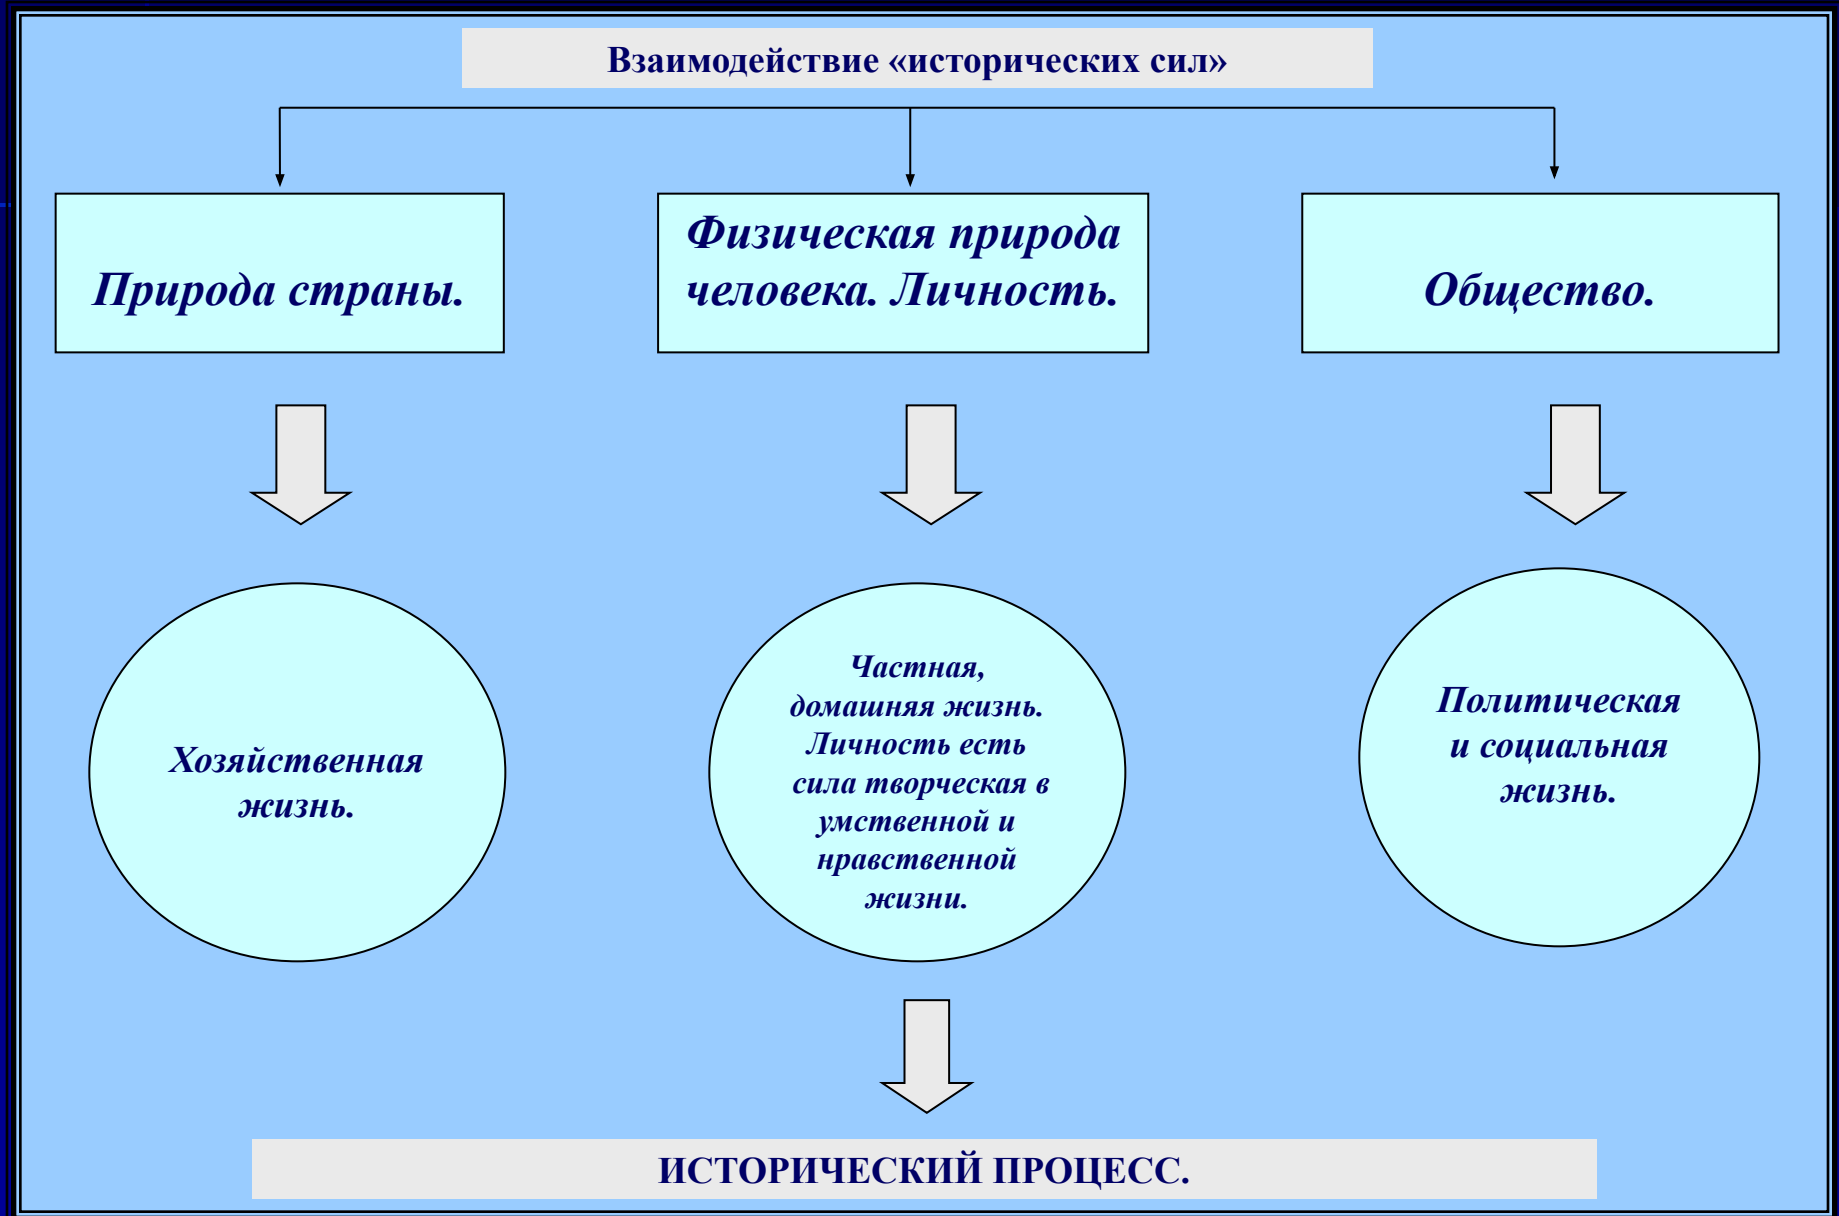 Взаимодействие «исторических сил»
Природа страны.
Физическая природа
человека. Личность.
Общество.
Хозяйственная
жизнь.
Частная,
домашняя жизнь.
Личность есть
сила творческая в
умственной и
нравственной
жизни.
Политическая
и социальная
жизнь.
ИСТОРИЧЕСКИЙ ПРОЦЕСС.